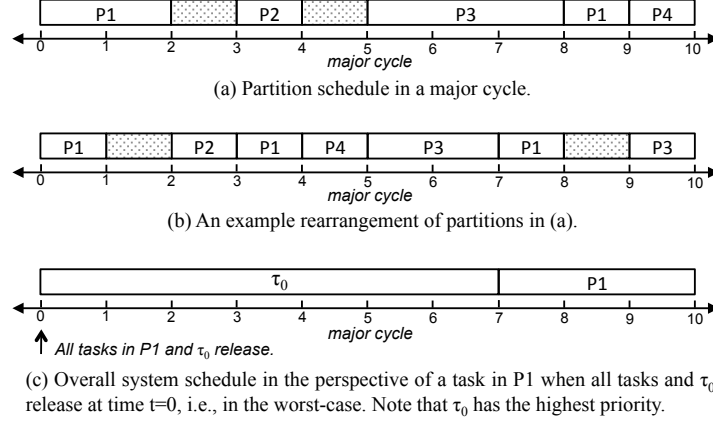 P1 P2 P3 P1 P4
0 1 2 3 4 5 6 7 8 9 10
major cycle
(a) Partition schedule in a major cycle.
P1 P2 P1 P4 P3 P1 P3
0 1 2 3 4 5 6 7 8 9 10
major cycle
(b) An example rearrangement of partitions in (a).
τ0 P1
0 1 2 3 4 5 6 7 8 9 10
major cycle
All tasks in P1 and τ0 release.
(c) Overall system schedule in the perspective of a task in P1 when all tasks and τ0
release at time t=0, i.e., in the worst-case. Note that τ0 has the highest priority.